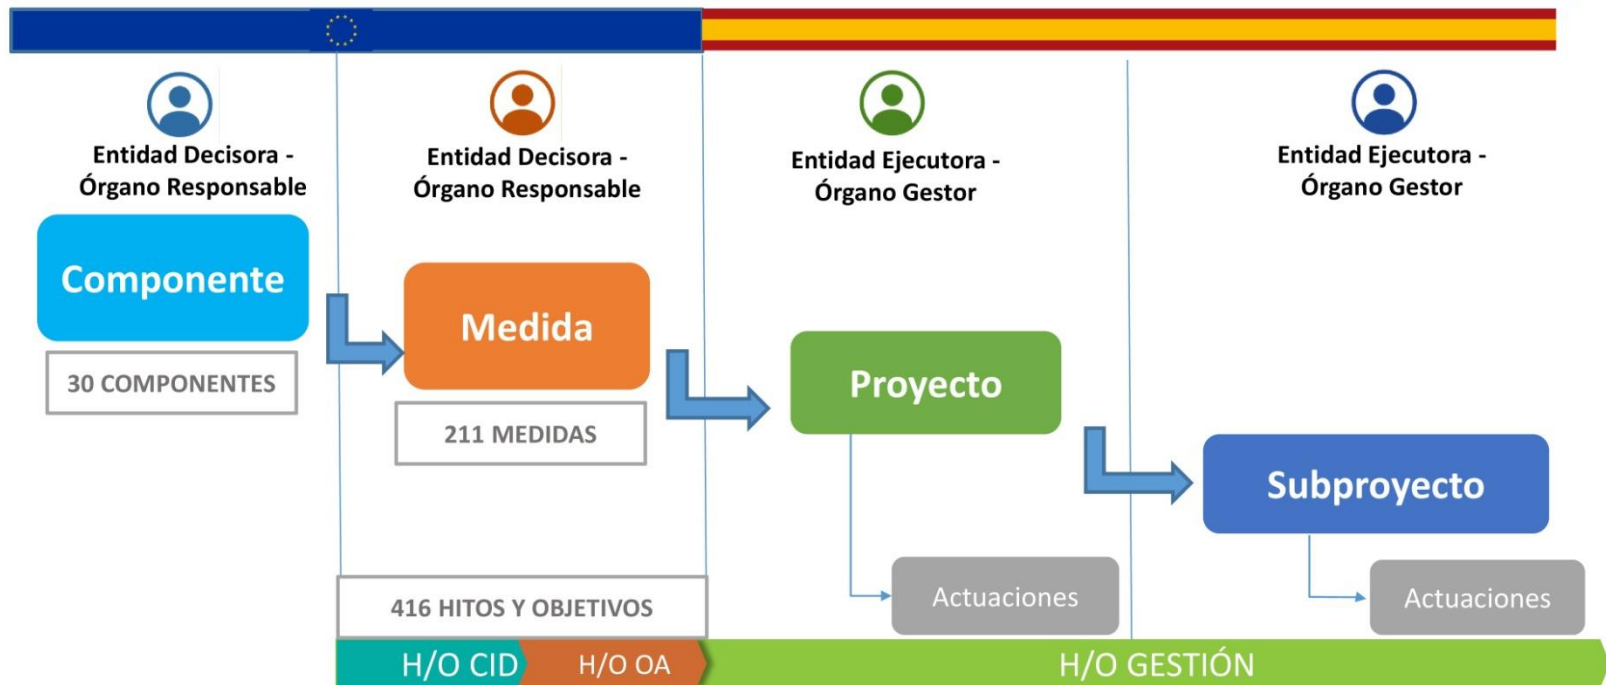 Entidad Decisora -
Órgano Responsable
Componente
30 COMPONENTES
Entidad Decisora -
Órgano Responsable
Medida
211 MEDIDAS
416 HITOS Y OBJETIVOS
H/O CID
H/O OA
Entidad Ejecutora -
Órgano Gestor
Proyecto
Actuaciones
Entidad Ejecutora -
Órgano Gestor
Subproyecto
Actuaciones
H/O GESTIÓN